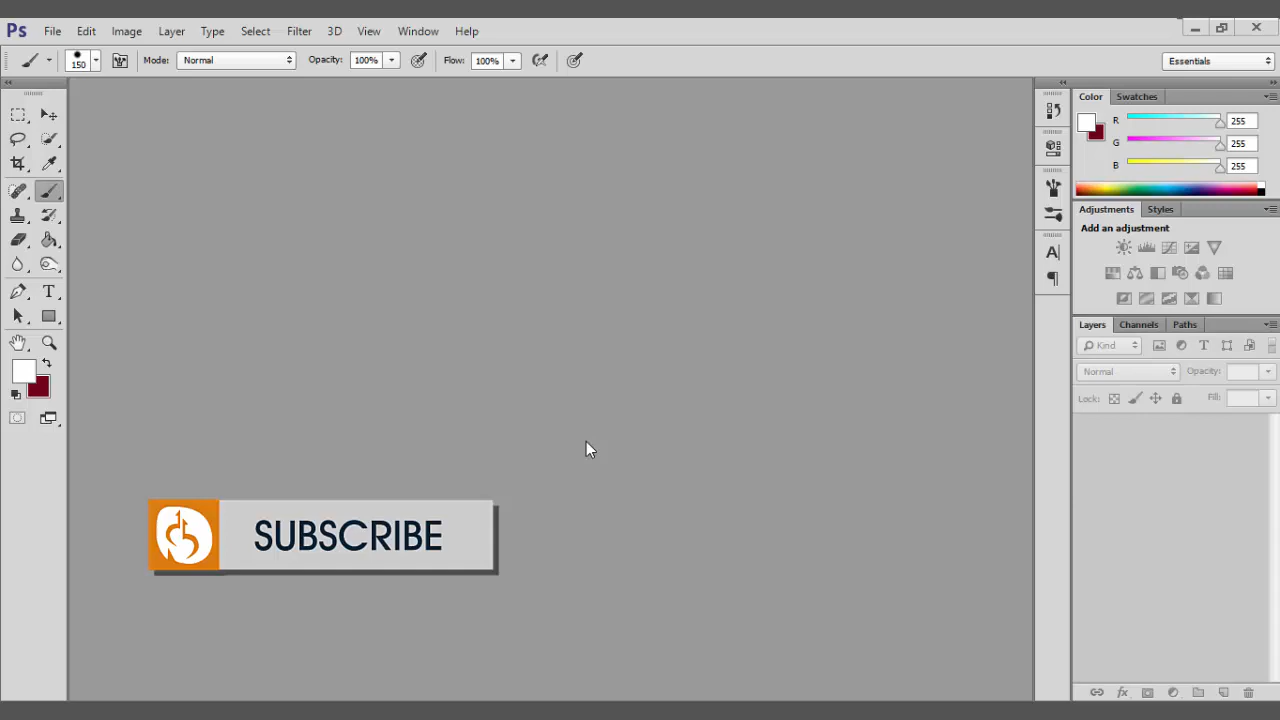 Ps File Edit Image Layer Type Select Filter 3D View Window Help
150 Mode: Normal Opacity: 100% Flow: 100% Essentials
Color Swatches
R 255
G 255
B 255
Adjustments Styles
Add an adjustment
A
Layers Channels Paths
Kind T
Normal Opacity:
Lock: Fill:
T
SUBSCRIBE
fx